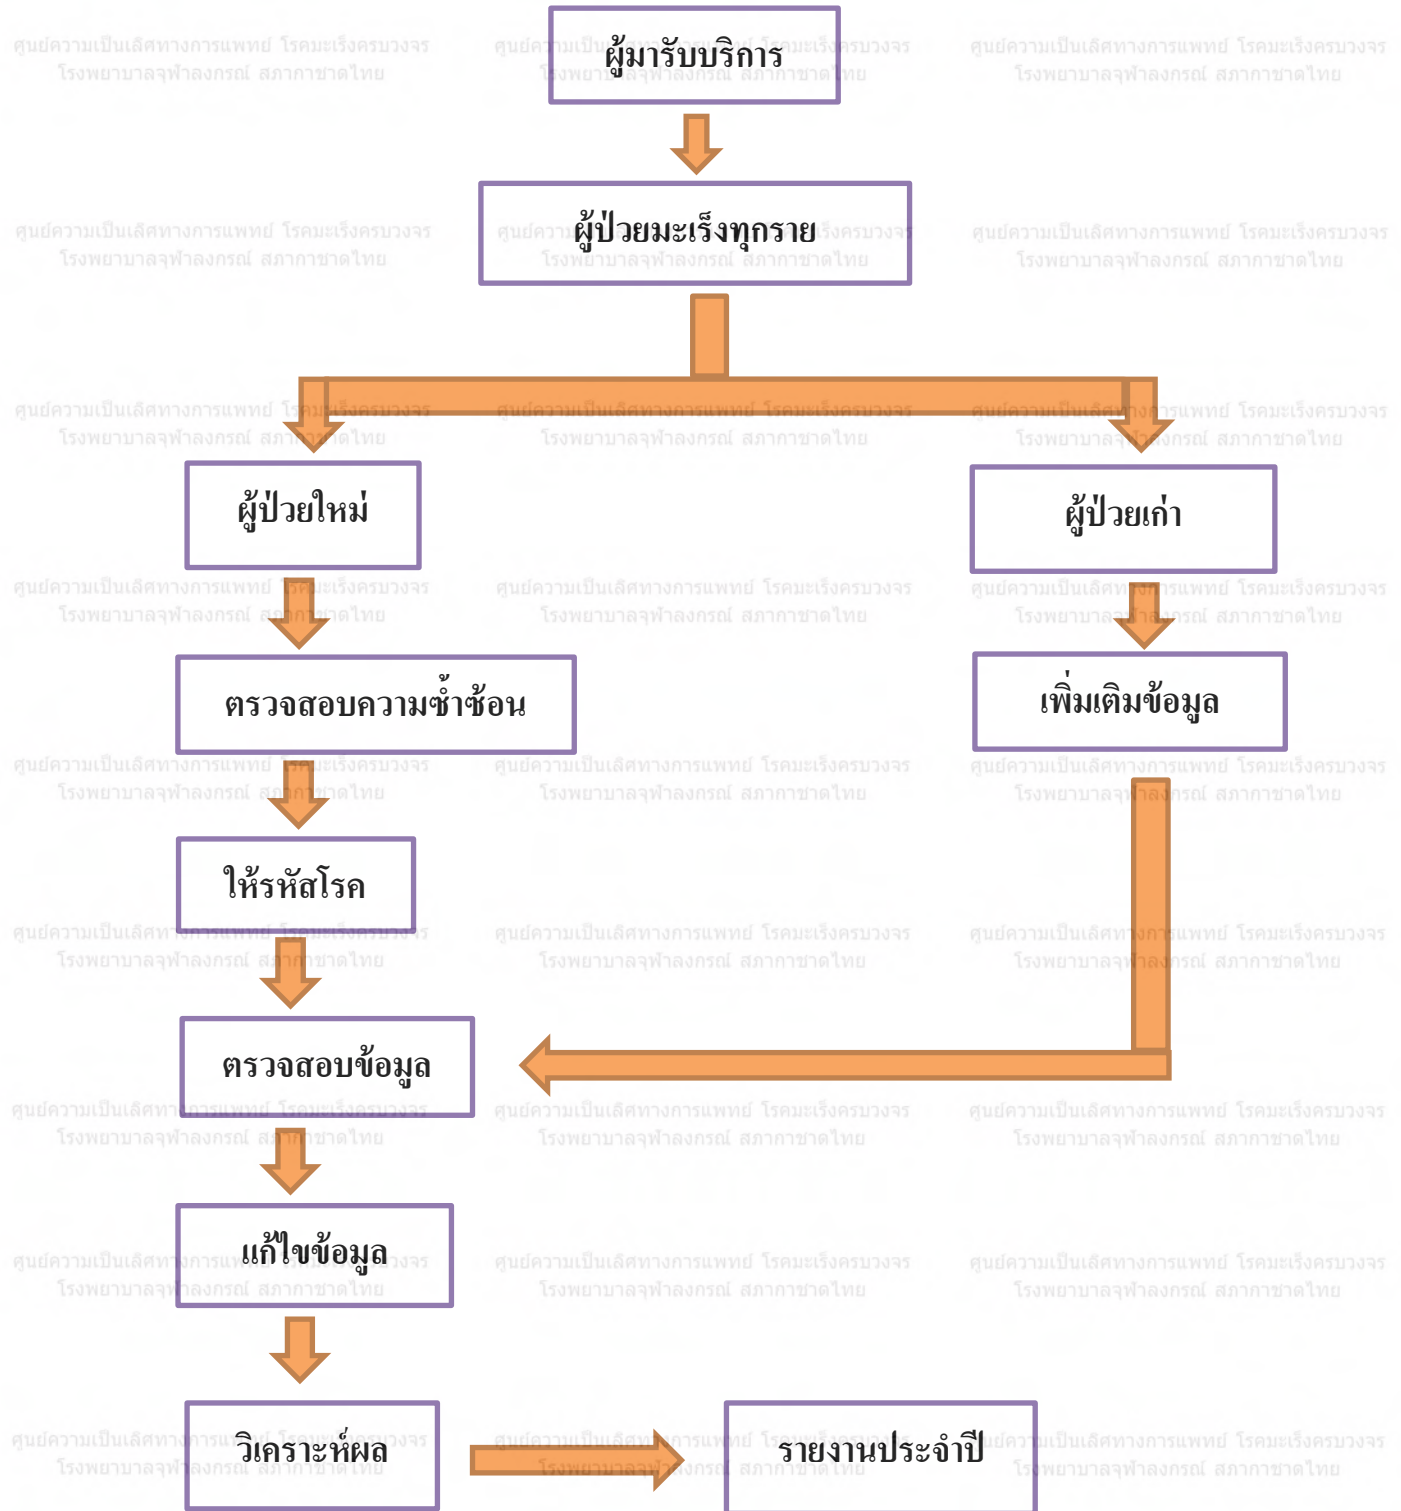 ผู้มารับบริการ
ผู้ป่วยมะเร็งทุกราย
ผู้ป่วยใหม่
ผู้ป่วยเก่า
ตรวจสอบความซ้ำซ้อน
เพิ่มเติมข้อมูล
ให้รหัสโรค
ตรวจสอบข้อมูล
แก้ไขข้อมูล
วิเคราะห์ผล
รายงานประจำปี
ศูนย์ความเป็นเลิศทางการแพทย์ โรคมะเร็งครบวงจร
โรงพยาบาลจุฬาลงกรณ์ สภากาชาดไทย